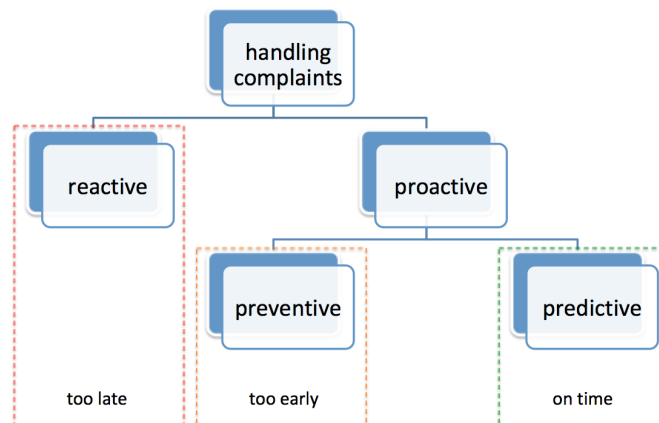 handling
complaints
reactive
proactive
preventive
predictive
too late
too early
on time